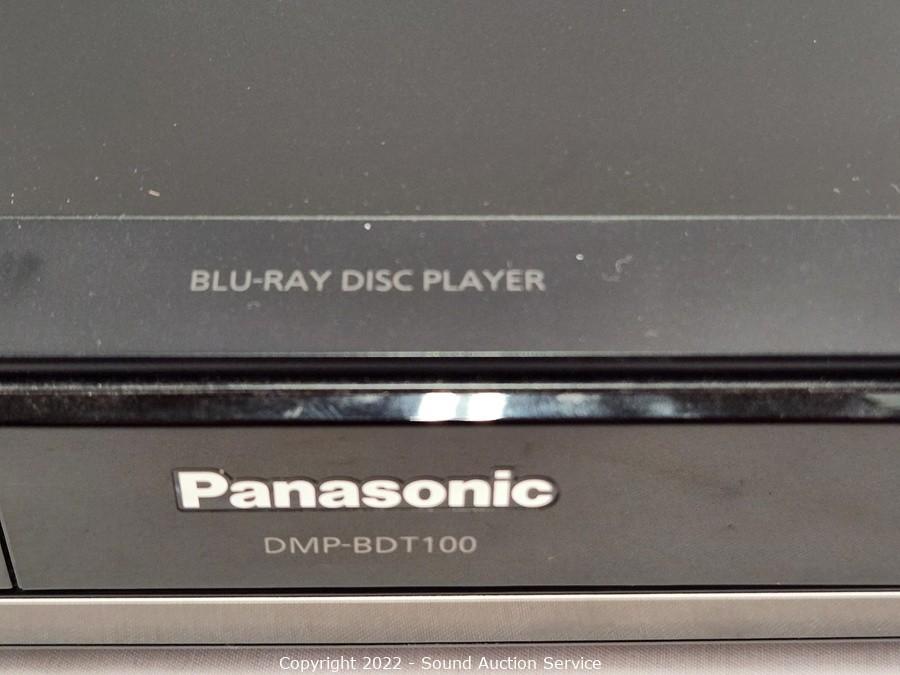 BLU-RAY DISC PLAYER
Panasonic
DMP-BDT100
Copyright 2022 - Sound Auction Service